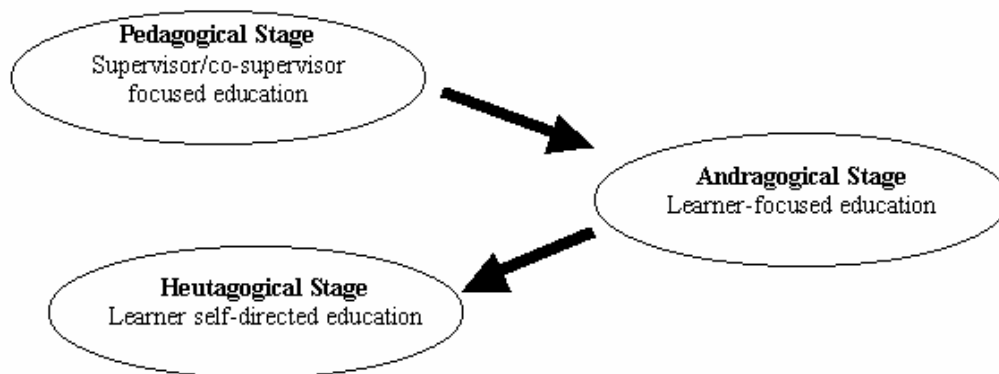 Pedagogical Stage
Supervisor/co-supervisor
focused education
Andragogical Stage
Learner-focused education
Heutagogical Stage
Learner self-directed education